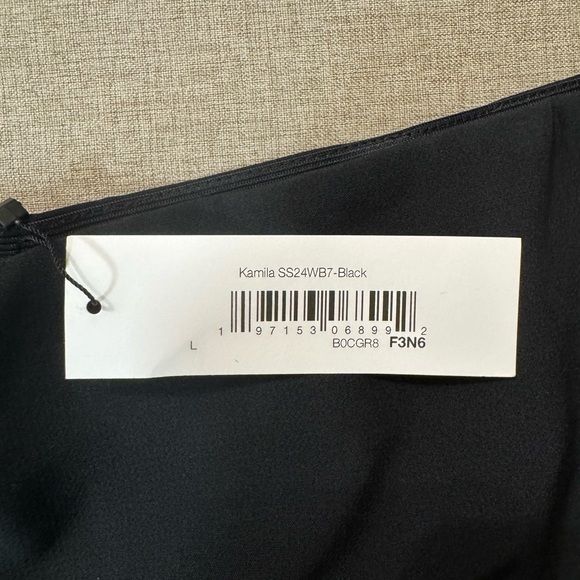 Kamila SS24WB7-Black
1 97153 06899 2
L B0CGR8 F3N6